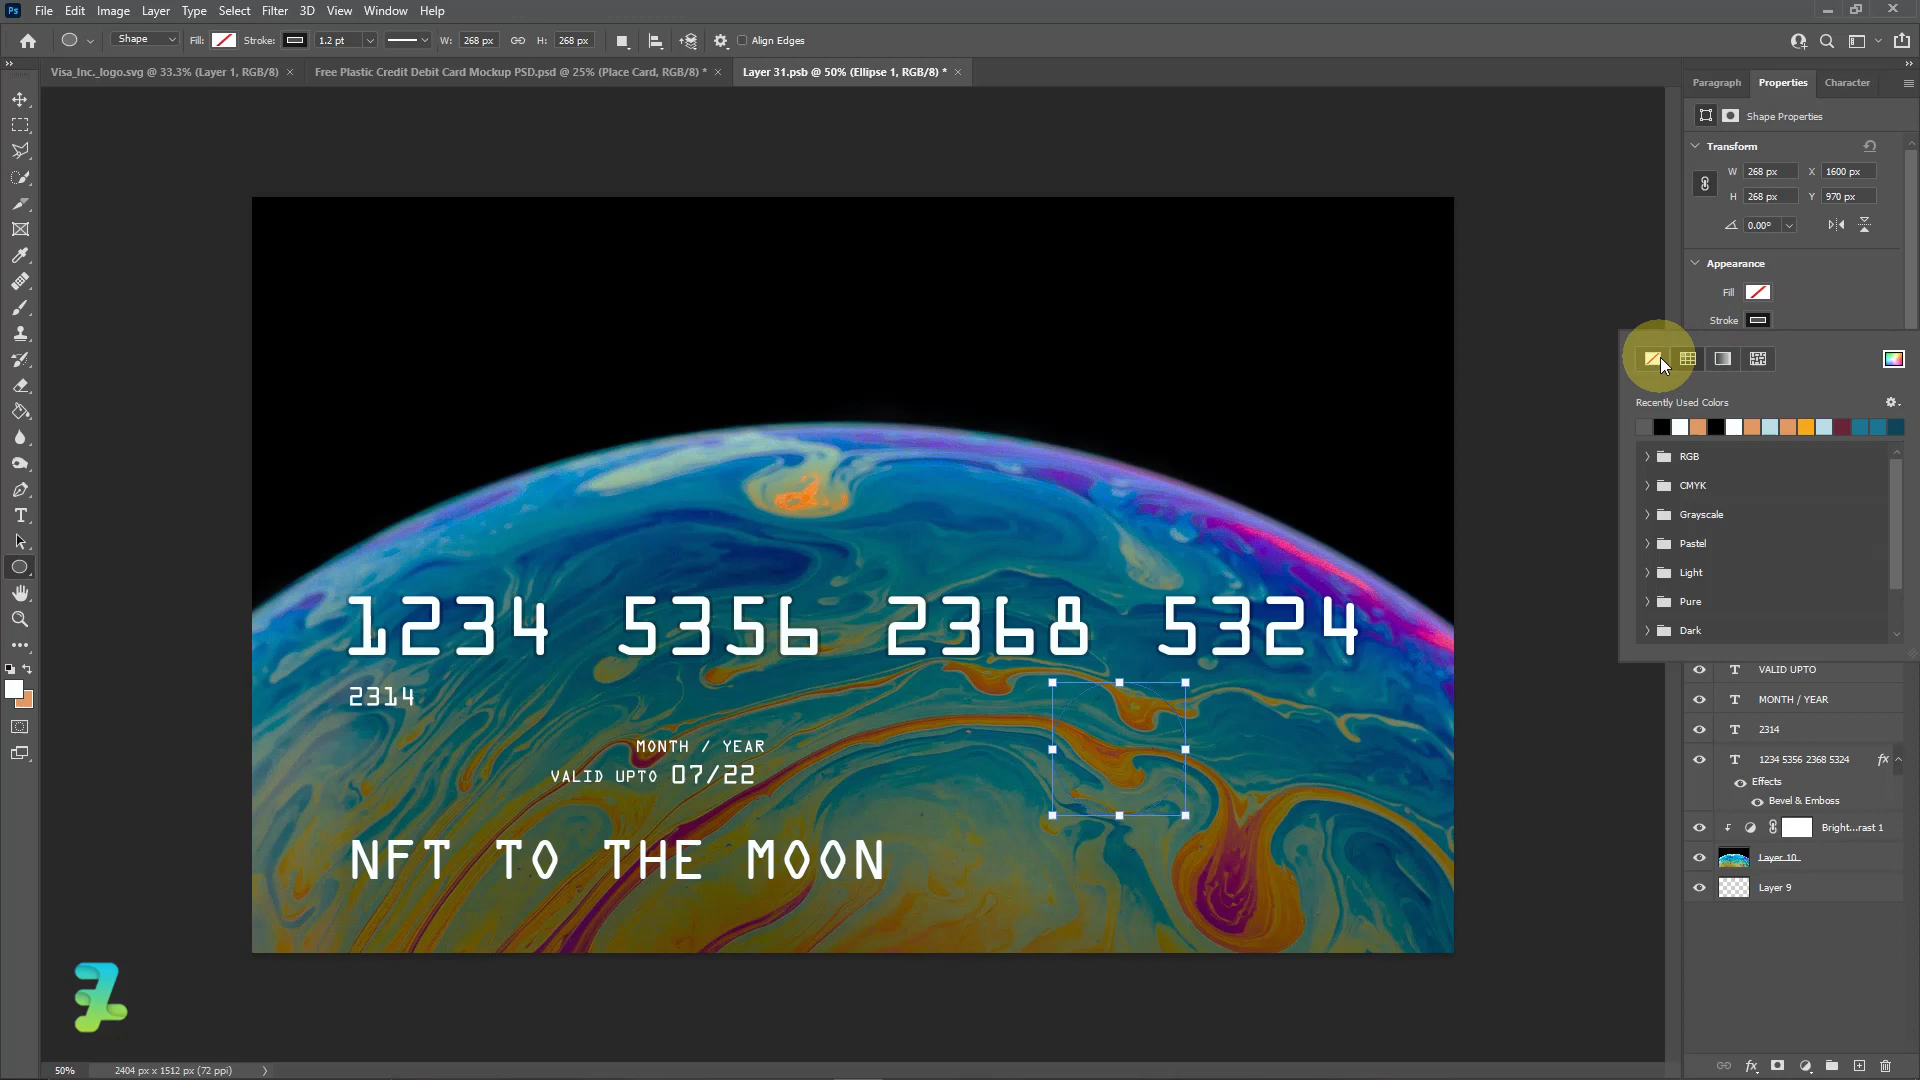 Ps File Edit Image Layer Type Select Filter 3D View Window Help
Shape Fill: Stroke: 1.2 pt W: 268 px H: 268 px Align Edges
Visa_Inc._logo.svg @ 33.3% (Layer 1, RGB/8) × Free Plastic Credit Debit Card Mockup PSD.psd @ 25% (Place Card, RGB/8) * × Layer 31.psb @ 50% (Ellipse 1, RGB/8) * ×
Paragraph Properties Character
Shape Properties
Transform
W 268 px X 1600 px
H 268 px Y 970 px
0.00°
Appearance
Fill
Stroke
Recently Used Colors
RGB
CMYK
Grayscale
Pastel
Light
Pure
Dark
1234 5356 2368 5324
2314
MONTH / YEAR
VALID UPTO 07/22
NFT TO THE MOON
T VALID UPTO
T MONTH / YEAR
T 2314
T 1234 5356 2368 5324 fx
Effects
Bevel & Emboss
Bright...rast 1
Layer 10
Layer 9
50% 2404 px x 1512 px (72 ppi)
fx